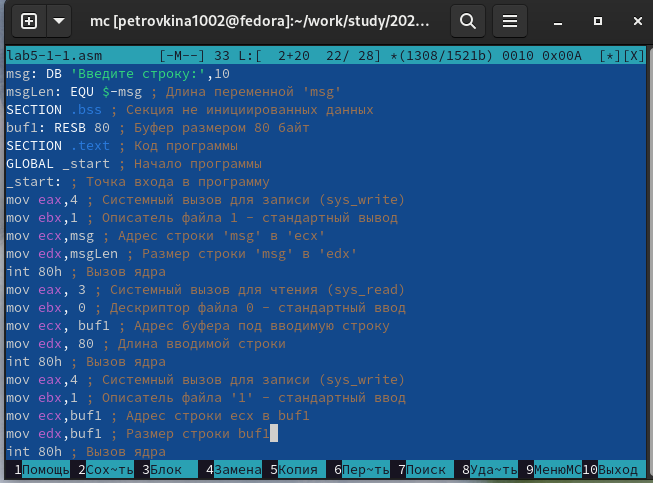 mc [petrovkina1002@fedora]:~/work/study/202...
lab5-1-1.asm [-M--] 33 L:[ 2+20 22/ 28] *(1308/1521b) 0010 0x00A [*][X]
msg: DB 'Введите строку:',10
msgLen: EQU $-msg ; Длина переменной 'msg'
SECTION .bss ; Секция не инициированных данных
buf1: RESB 80 ; Буфер размером 80 байт
SECTION .text ; Код программы
GLOBAL _start ; Начало программы
_start: ; Точка входа в программу
mov eax,4 ; Системный вызов для записи (sys_write)
mov ebx,1 ; Описатель файла 1 - стандартный вывод
mov ecx,msg ; Адрес строки 'msg' в 'ecx'
mov edx,msgLen ; Размер строки 'msg' в 'edx'
int 80h ; Вызов ядра
mov eax, 3 ; Системный вызов для чтения (sys_read)
mov ebx, 0 ; Дескриптор файла 0 - стандартный ввод
mov ecx, buf1 ; Адрес буфера под вводимую строку
mov edx, 80 ; Длина вводимой строки
int 80h ; Вызов ядра
mov eax,4 ; Системный вызов для записи (sys_write)
mov ebx,1 ; Описатель файла '1' - стандартный ввод
mov ecx,buf1 ; Адрес строки ecx в buf1
mov edx,buf1 ; Размер строки buf1
int 80h ; Вызов ядра
1Помощь 2Сох~ть 3Блок 4Замена 5Копия 6Пер~ть 7Поиск 8Уда~ть 9МенюМС 10Выход